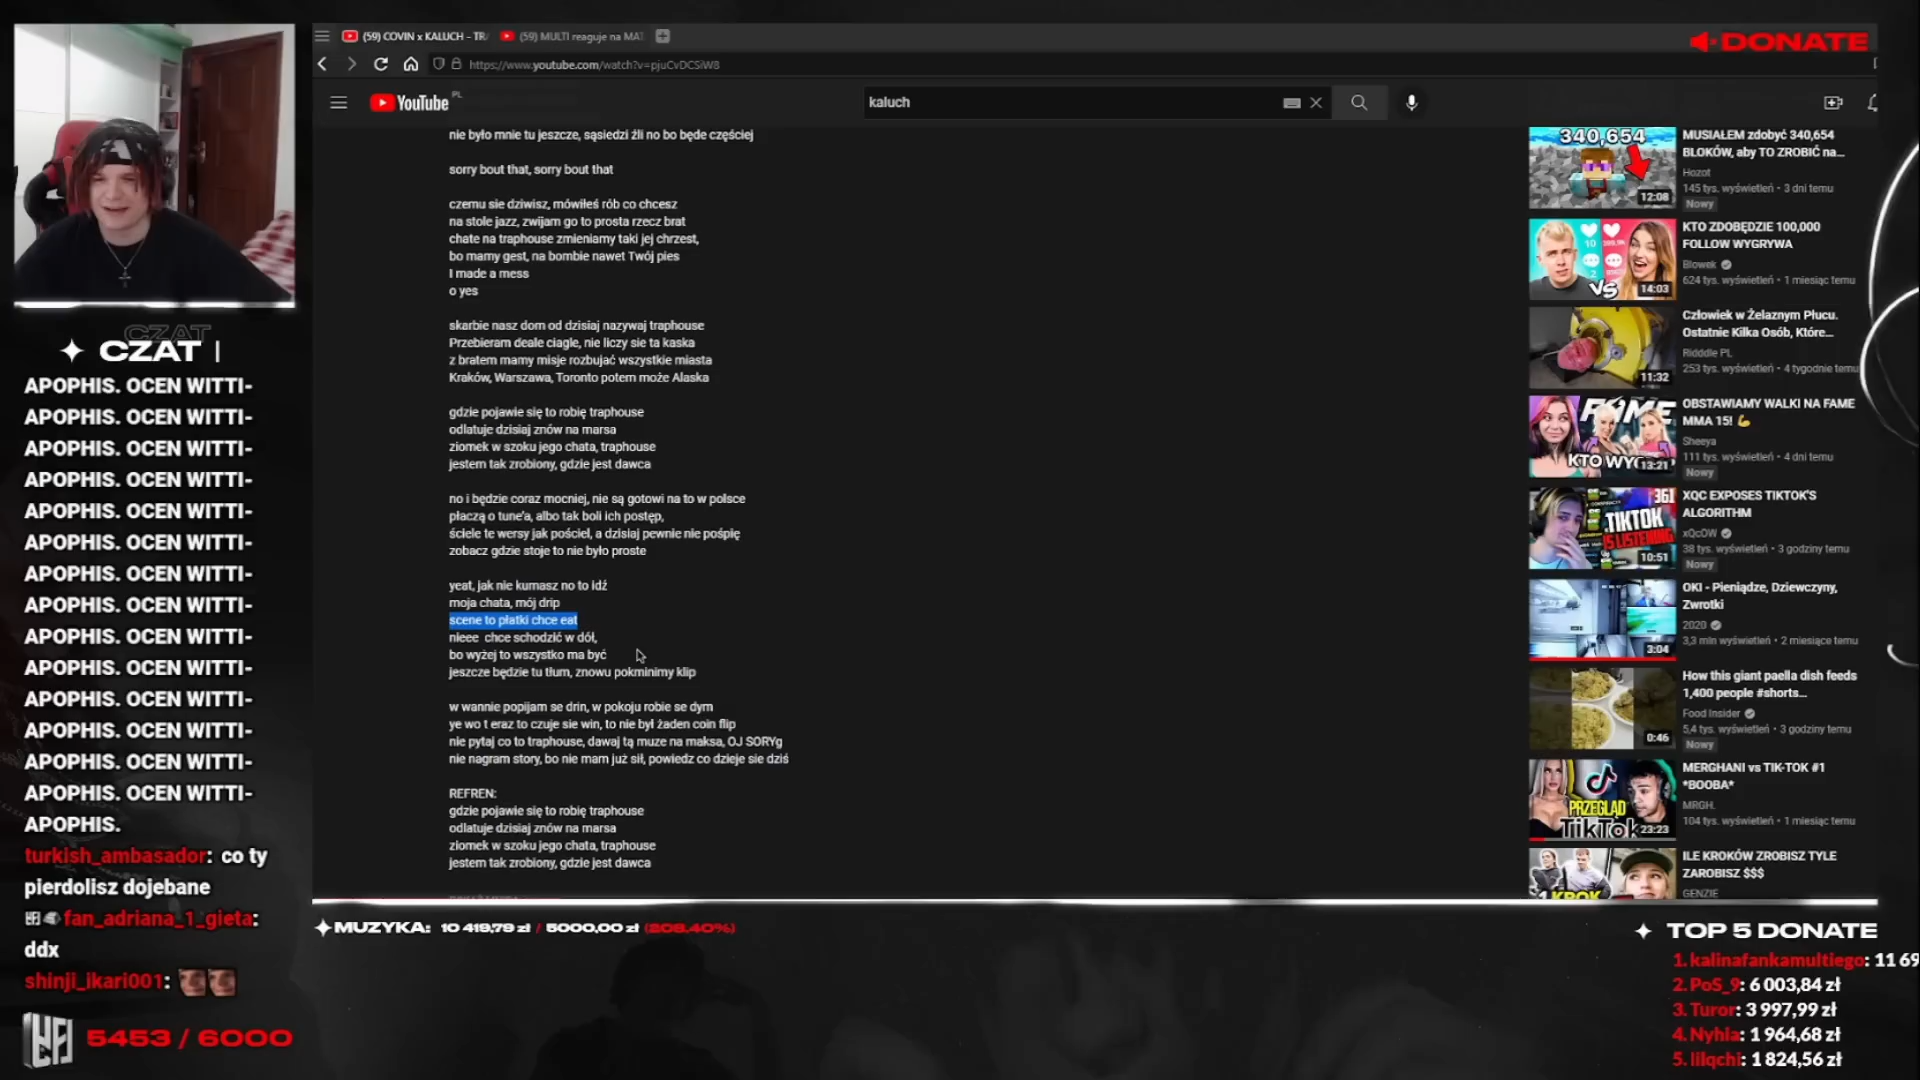 (59) COVIN x KALUCH - TR
(59) MULTI reaguje na MAT
DONATE
https://www.youtube.com/watch?v=pjuCvDCSiW8
YouTube PL
kaluch
nie było mnie tu jeszcze, sąsiedzi źli no bo będe częściej
sorry bout that, sorry bout that
czemu sie dziwisz, mówiłeś rób co chcesz
na stole jazz, zwijam go to prosta rzecz brat
chate na traphouse zmieniamy taki jej chrzest,
bo mamy gest, na bombie nawet Twój pies
I made a mess
o yes
skarbie nasz dom od dzisiaj nazywaj traphouse
Przebieram deale ciagle, nie liczy sie ta kaska
z bratem mamy misje rozbujać wszystkie miasta
Kraków, Warszawa, Toronto potem może Alaska
gdzie pojawie się to robię traphouse
odlatuje dzisiaj znów na marsa
ziomek w szoku jego chata, traphouse
jestem tak zrobiony, gdzie jest dawca
no i będzie coraz mocniej, nie są gotowi na to w polsce
płaczą o tune'a, albo tak boli ich postęp,
ściele te wersy jak pościel, a dzisiaj pewnie nie pośpię
zobacz gdzie stoje to nie było proste
yeat, jak nie kumasz no to idź
moja chata, mój drip
scene to płatki chce eat
nieee  chce schodzić w dół,
bo wyżej to wszystko ma być
jeszcze będzie tu tłum, znowu pokminimy klip
w wannie popijam se drin, w pokoju robie se dym
ye wo t eraz to czuje sie win, to nie był żaden coin flip
nie pytaj co to traphouse, dawaj tą muze na maksa, OJ SORYg
nie nagram story, bo nie mam już sił, powiedz co dzieje sie dziś
REFREN:
gdzie pojawie się to robię traphouse
odlatuje dzisiaj znów na marsa
ziomek w szoku jego chata, traphouse
jestem tak zrobiony, gdzie jest dawca
340,654
12:08
MUSIAŁEM zdobyć 340,654
BLOKÓW, aby TO ZROBIĆ na...
Hozot
145 tys. wyświetleń • 3 dni temu
Nowy
VS
14:03
KTO ZDOBĘDZIE 100,000
FOLLOW WYGRYWA
Blowek
624 tys. wyświetleń • 1 miesiąc temu
11:32
Człowiek w Żelaznym Płucu.
Ostatnie Kilka Osób, Które...
Ridddle PL
253 tys. wyświetleń • 4 tygodnie temu
FAME
KTO WYG
13:21
OBSTAWIAMY WALKI NA FAME
MMA 15! 💪
Sheeya
111 tys. wyświetleń • 4 dni temu
Nowy
361
TIKTOK
IS LISTENING
10:51
XQC EXPOSES TIKTOK'S
ALGORITHM
xQcOW
38 tys. wyświetleń • 3 godziny temu
Nowy
3:04
OKI - Pieniądze, Dziewczyny,
Zwrotki
2020
3,3 mln wyświetleń • 2 miesiące temu
0:46
How this giant paella dish feeds
1,400 people #shorts...
Food Insider
5,4 tys. wyświetleń • 3 godziny temu
Nowy
PRZEGLĄD
TikTok
23:23
MERGHANI vs TIK-TOK #1
*BOOBA*
MRGH.
104 tys. wyświetleń • 1 miesiąc temu
1 KROK
ILE KROKÓW ZROBISZ TYLE
ZAROBISZ $$$
GENZIE
CZAT
CZAT |
APOPHIS. OCEN WITTI-
APOPHIS. OCEN WITTI-
APOPHIS. OCEN WITTI-
APOPHIS. OCEN WITTI-
APOPHIS. OCEN WITTI-
APOPHIS. OCEN WITTI-
APOPHIS. OCEN WITTI-
APOPHIS. OCEN WITTI-
APOPHIS. OCEN WITTI-
APOPHIS. OCEN WITTI-
APOPHIS. OCEN WITTI-
APOPHIS. OCEN WITTI-
APOPHIS. OCEN WITTI-
APOPHIS. OCEN WITTI-
APOPHIS.
turkish_ambasador: co ty
pierdolisz dojebane
fan_adriana_1_gieta:
ddx
shinji_ikari001:
5453 / 6000
MUZYKA: 10 419,79 zł / 5000,00 zł (208.40%)
TOP 5 DONATE
1. kalinafankamultiego: 11 69
2. PoS_9: 6 003,84 zł
3. Turor: 3 997,99 zł
4. Nyhia: 1 964,68 zł
5. lilqchi: 1 824,56 zł